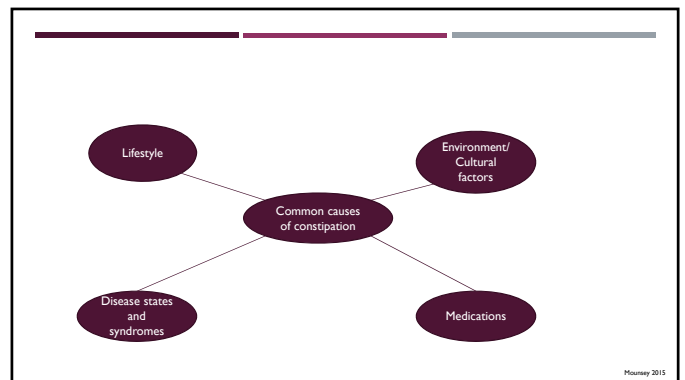 Lifestyle
Environment/
Cultural
factors
Common causes
of constipation
Disease states
and
syndromes
Medications
Mounsey 2015